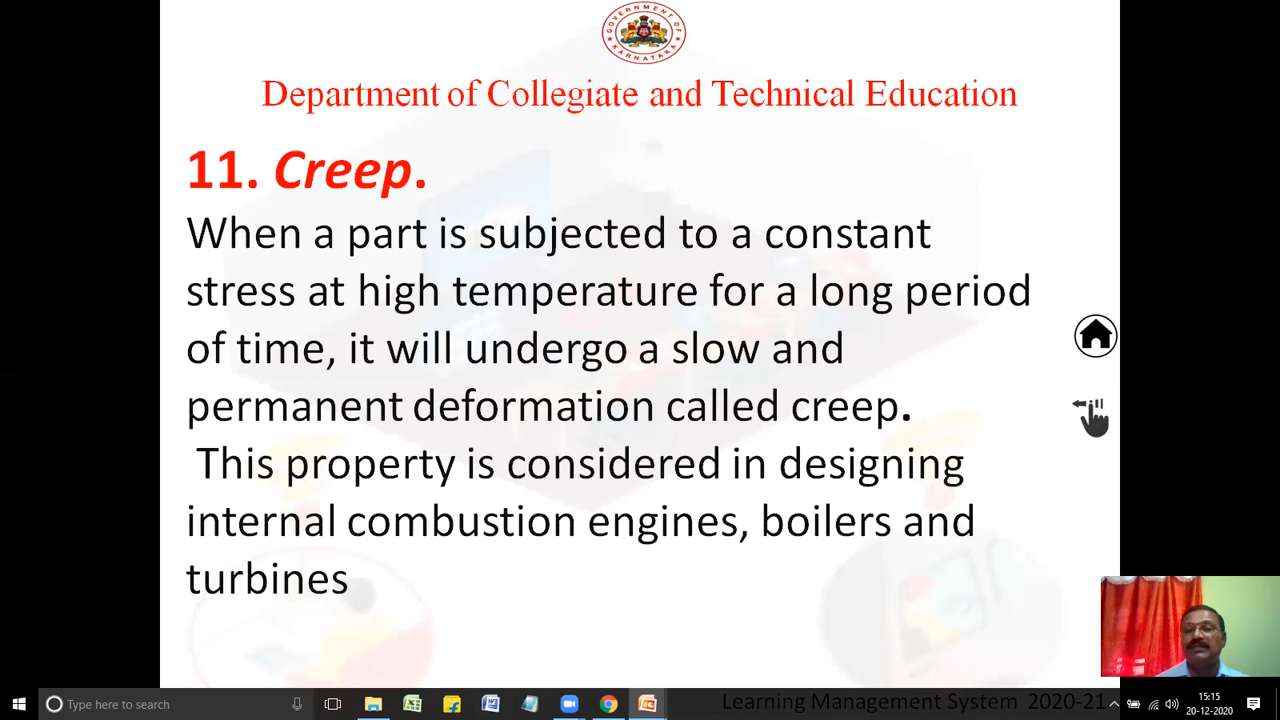 GOVERNMENT OF
KARNATAKA
Department of Collegiate and Technical Education
11. Creep.
When a part is subjected to a constant
stress at high temperature for a long period
of time, it will undergo a slow and
permanent deformation called creep.
This property is considered in designing
internal combustion engines, boilers and
turbines
Learning Management System 2020-21
Type here to search
15:15
20-12-2020